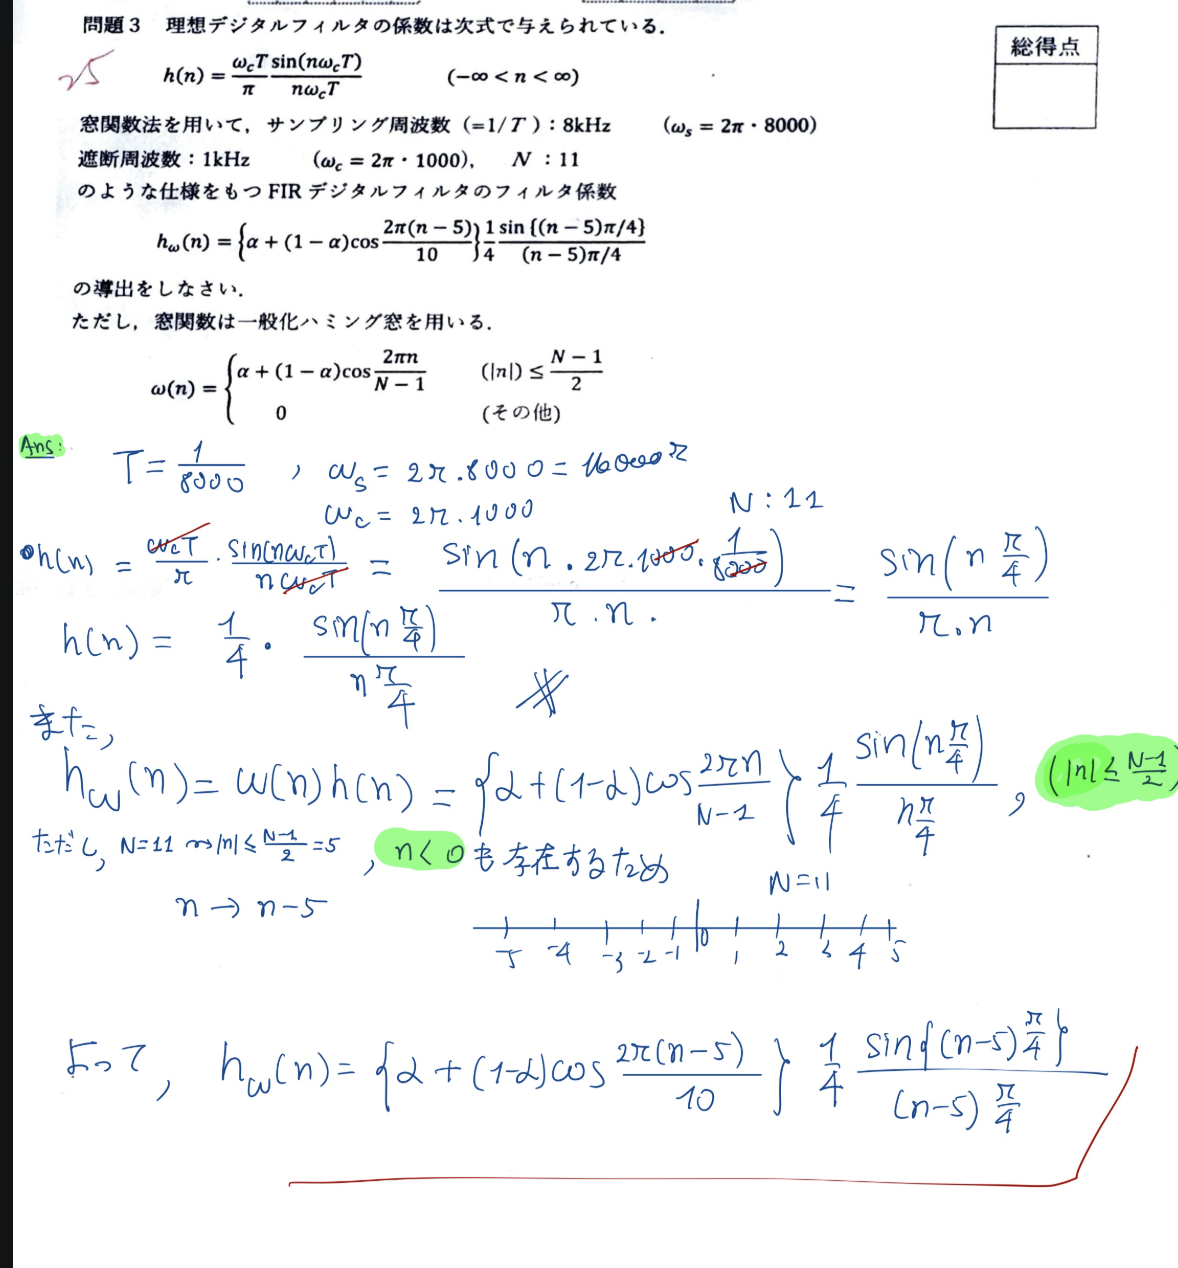 問題3 理想デジタルフィルタの係数は次式で与えられている.
総得点
25
h(n) = ω_cT/π sin(nω_cT)/nω_cT (−∞ < n < ∞)
窓関数法を用いて，サンプリング周波数（=1/T）: 8kHz (ω_s = 2π・8000)
遮断周波数：1kHz (ω_c = 2π・1000), N : 11
のような仕様をもつ FIR デジタルフィルタのフィルタ係数
h_ω(n) = {α + (1 − α)cos 2π(n − 5)/10} 1/4 sin {(n − 5)π/4}/(n − 5)π/4
の導出をしなさい.
ただし，窓関数は一般化ハミング窓を用いる.
ω(n) = { α + (1 − α)cos 2πn/N − 1 (|n|) ≤ N − 1/2
0 (その他)
Ans:
T = 1/8000 , ω_s = 2π.8000 = 16000π
ω_c = 2π.1000 N : 11
h(n) = ω_cT/π . sin(nω_cT)/nω_cT = sin(n . 2π.1000. 1/8000)/π . n . = sin(n π/4)/π.n
h(n) = 1/4 . sin(n π/4)/n π/4
また,
h_ω(n) = ω(n)h(n) = {α + (1-α)cos 2πn/N-1} 1/4 sin(n π/4)/n π/4 , (|n| ≤ N-1/2)
ただし, N=11 |n| ≤ N-1/2 = 5 , n < 0 も存在するため
n → n-5 N=11
-5 -4 -3 -2 -1 0 1 2 3 4 5
よって, h_ω(n) = {α + (1-α)cos 2π(n-5)/10} 1/4 sin{(n-5) π/4}/(n-5) π/4